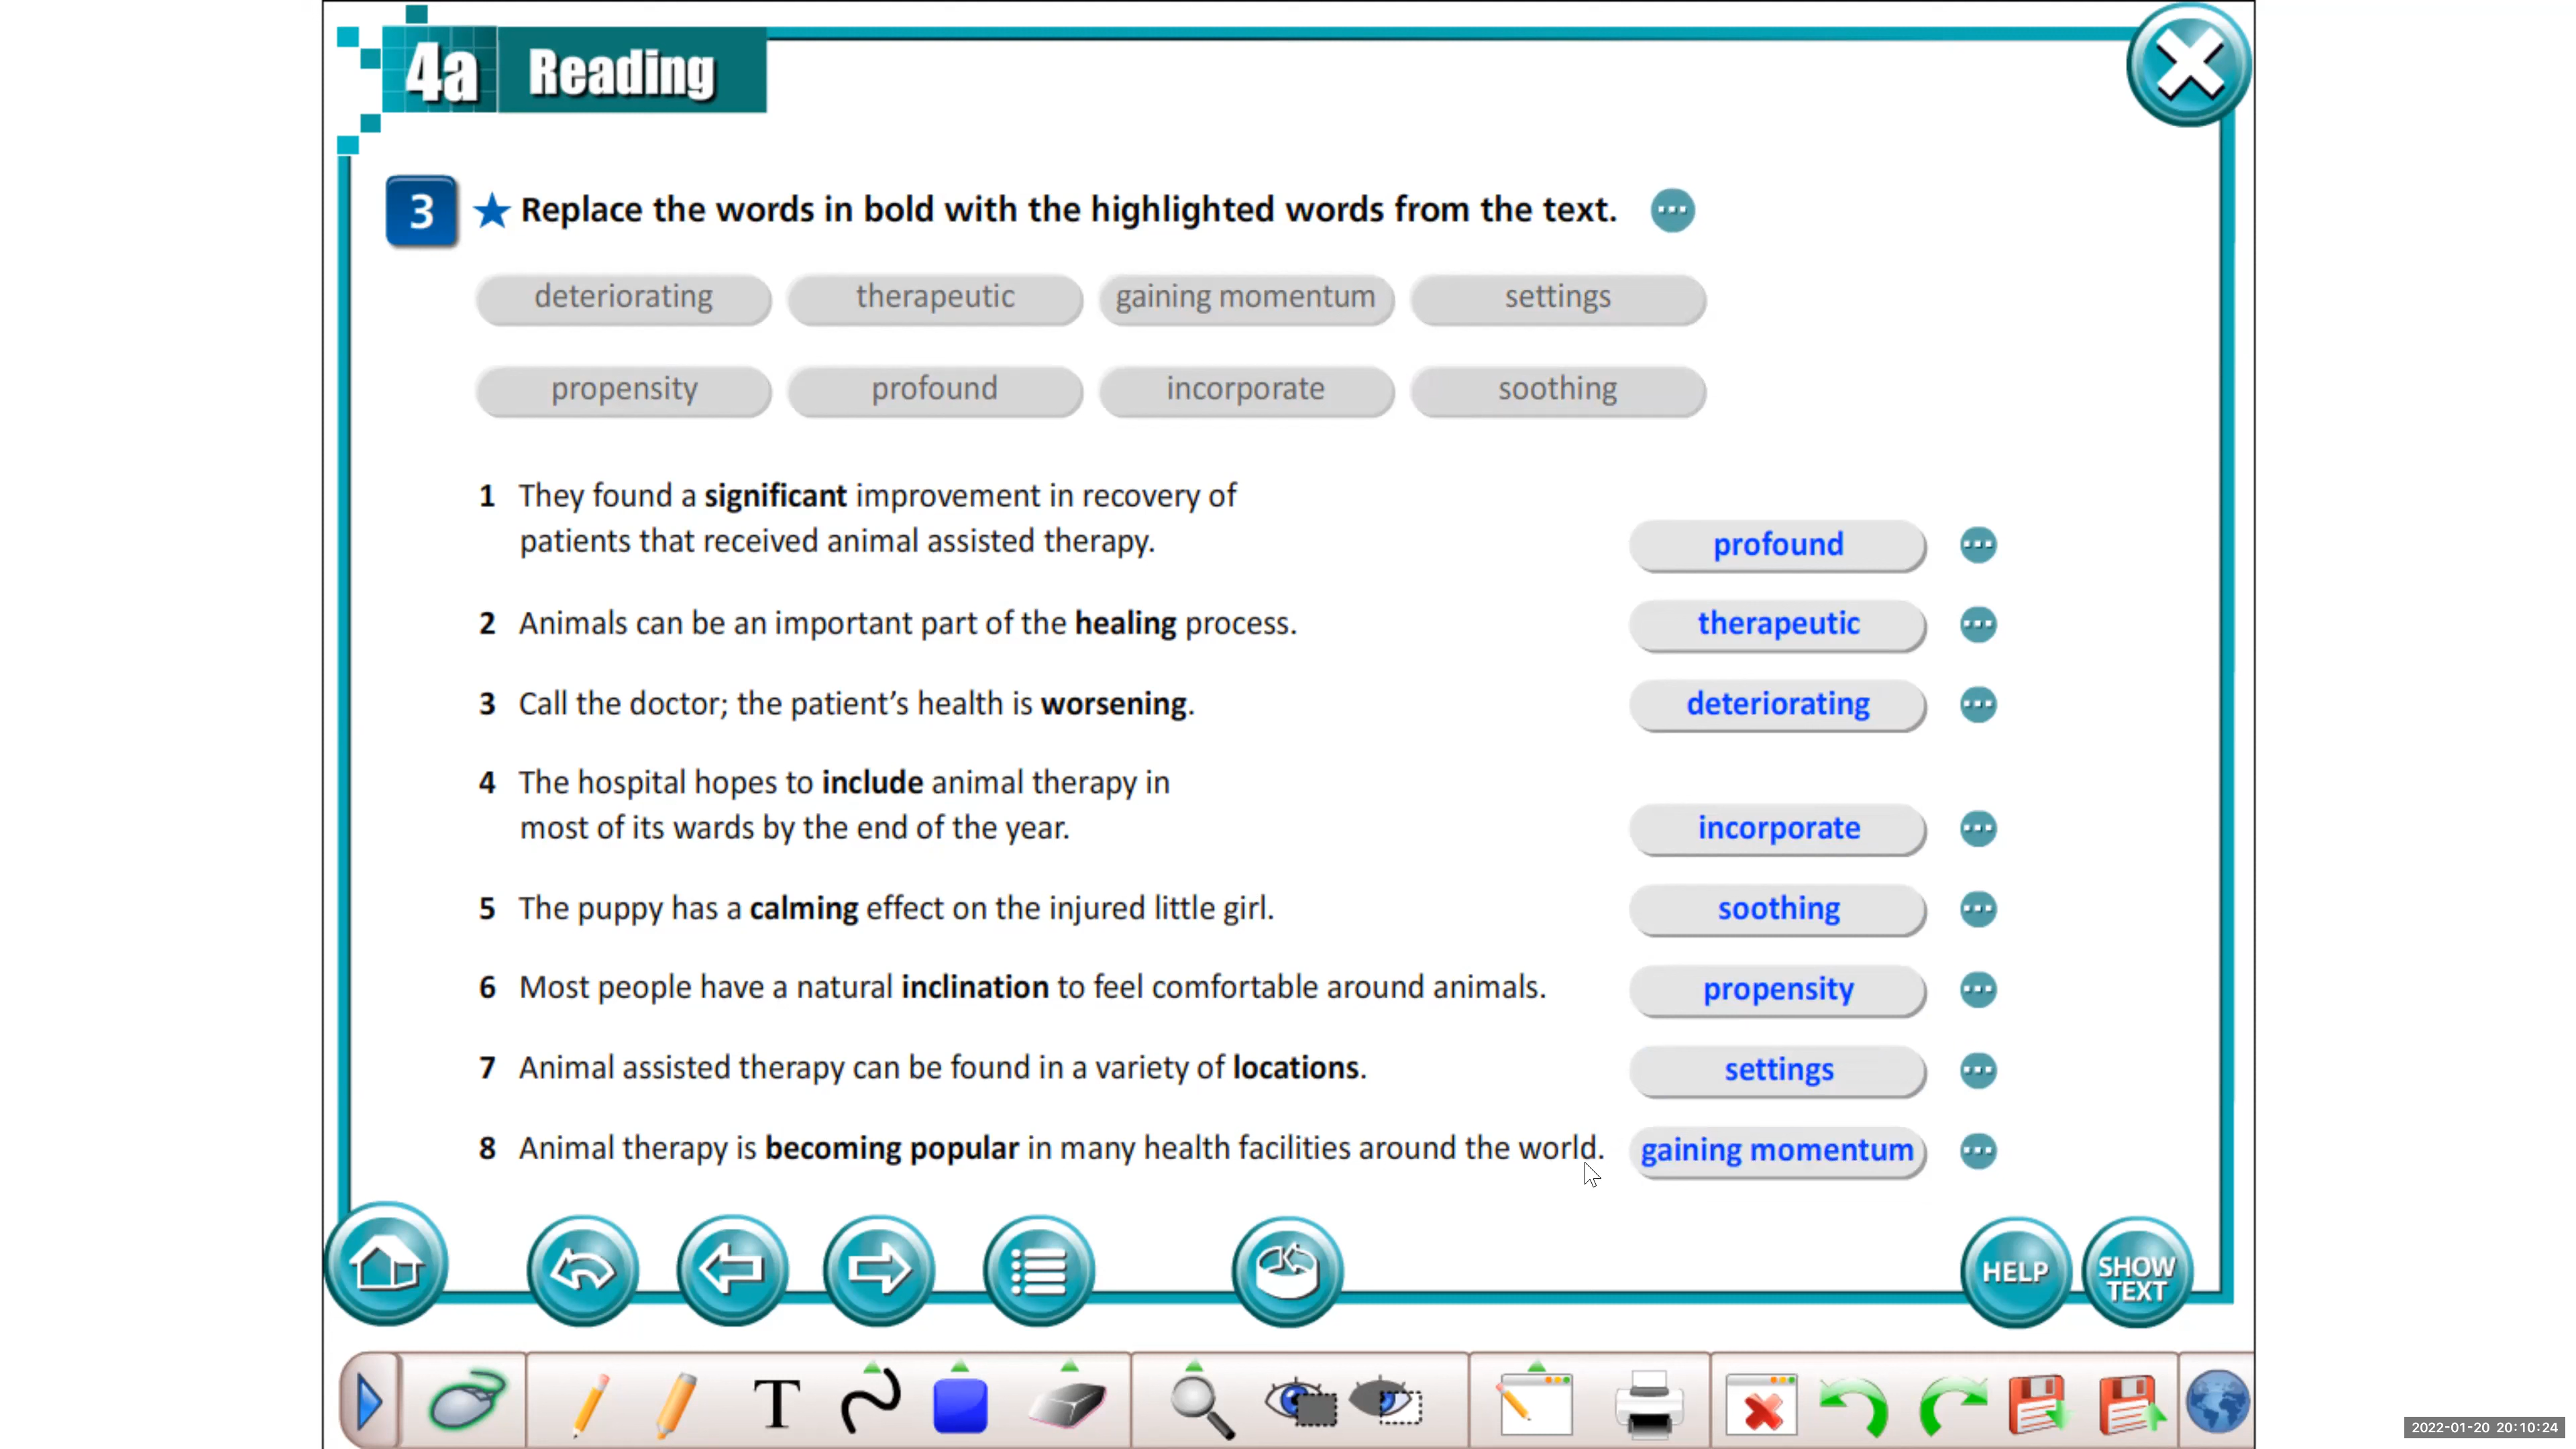 4a Reading
3 ★ Replace the words in bold with the highlighted words from the text.
deteriorating therapeutic gaining momentum settings
propensity profound incorporate soothing
1 They found a significant improvement in recovery of
patients that received animal assisted therapy. profound
2 Animals can be an important part of the healing process. therapeutic
3 Call the doctor; the patient’s health is worsening. deteriorating
4 The hospital hopes to include animal therapy in
most of its wards by the end of the year. incorporate
5 The puppy has a calming effect on the injured little girl. soothing
6 Most people have a natural inclination to feel comfortable around animals. propensity
7 Animal assisted therapy can be found in a variety of locations. settings
8 Animal therapy is becoming popular in many health facilities around the world. gaining momentum
HELP SHOW
TEXT
T
2022-01-20 20:10:24